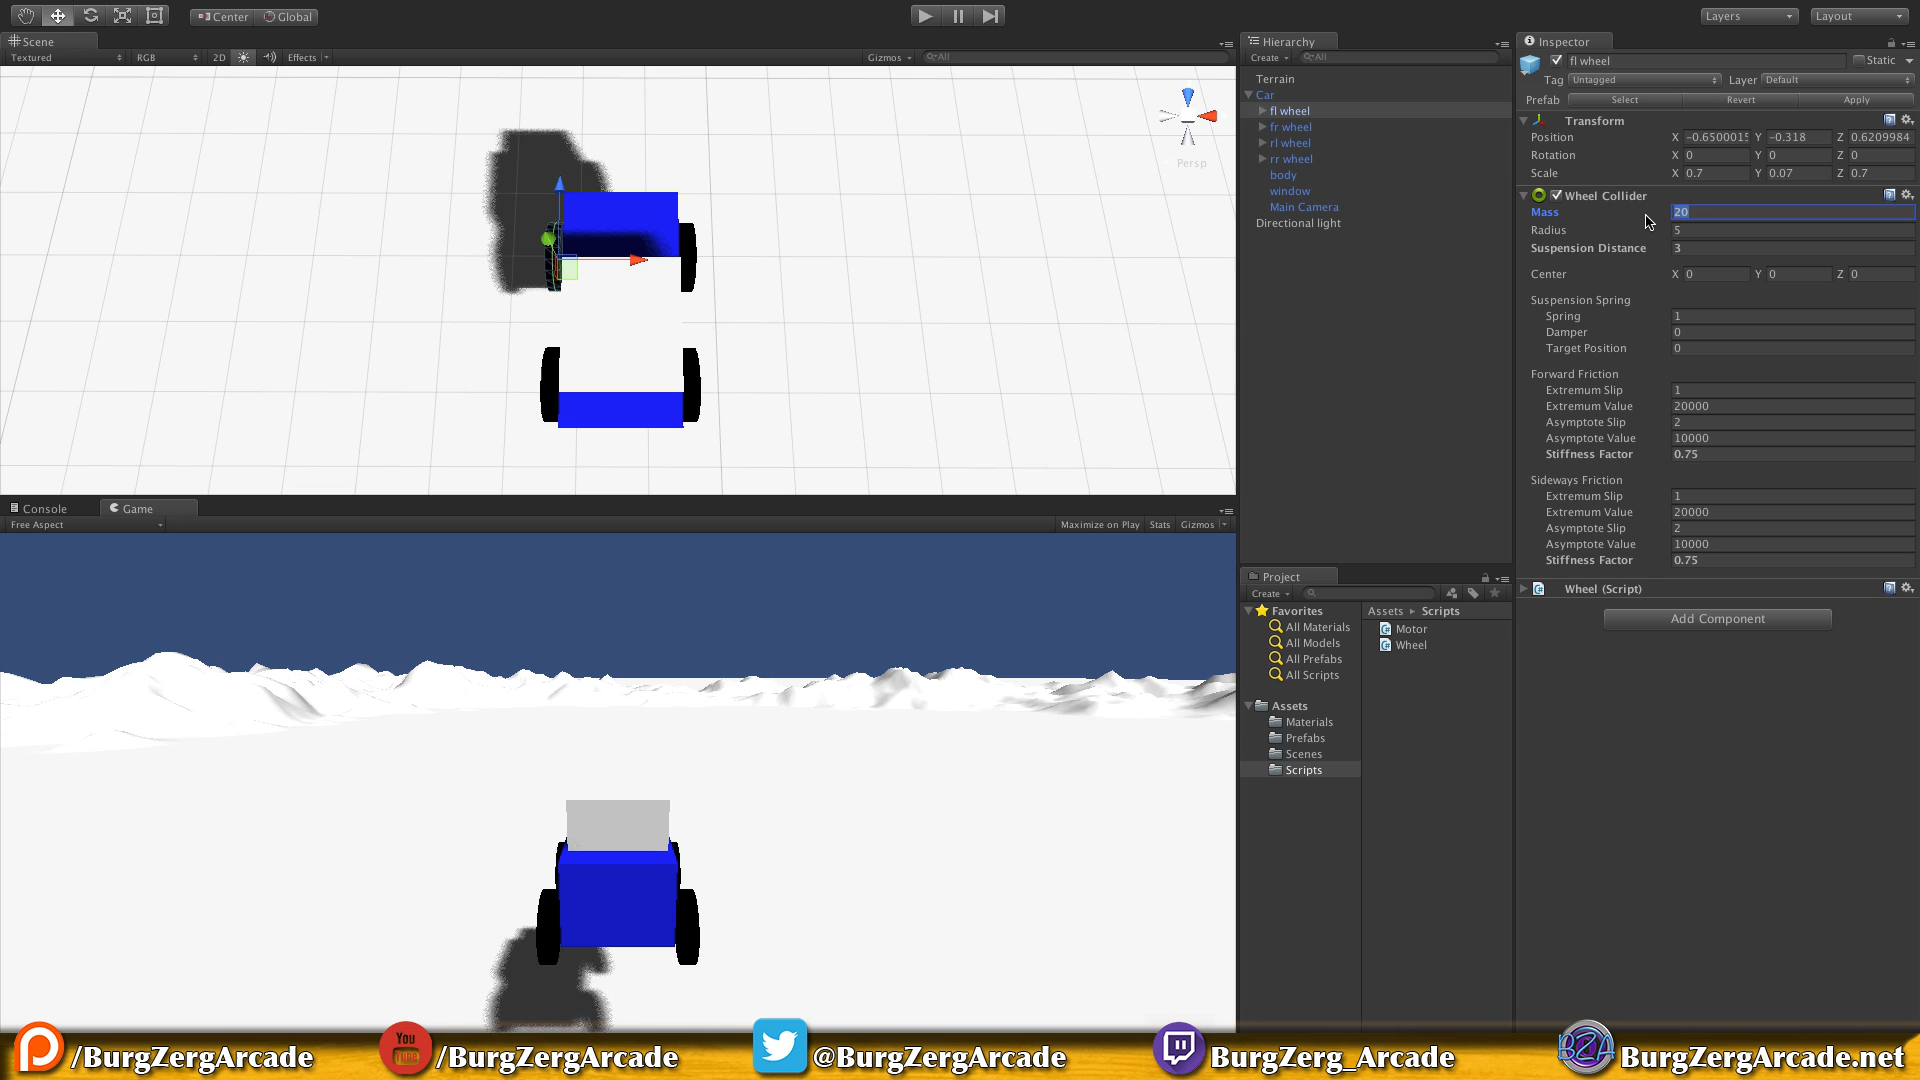 Center Global Layers Layout
Scene
Textured RGB 2D Effects Gizmos All
Persp
Console Game
Free Aspect Maximize on Play Stats Gizmos
Hierarchy
Create All
Terrain
Car
fl wheel
fr wheel
rl wheel
rr wheel
body
window
Main Camera
Directional light
Project
Create
Favorites
All Materials
All Models
All Prefabs
All Scripts
Assets
Materials
Prefabs
Scenes
Scripts
Assets Scripts
Motor
Wheel
Inspector
fl wheel Static
Tag Untagged Layer Default
Prefab Select Revert Apply
Transform
Position X -0.6500015 Y -0.318 Z 0.6209984
Rotation X 0 Y 0 Z 0
Scale X 0.7 Y 0.07 Z 0.7
Wheel Collider
Mass 20
Radius 5
Suspension Distance 3
Center X 0 Y 0 Z 0
Suspension Spring
Spring 1
Damper 0
Target Position 0
Forward Friction
Extremum Slip 1
Extremum Value 20000
Asymptote Slip 2
Asymptote Value 10000
Stiffness Factor 0.75
Sideways Friction
Extremum Slip 1
Extremum Value 20000
Asymptote Slip 2
Asymptote Value 10000
Stiffness Factor 0.75
Wheel (Script)
Add Component
/BurgZergArcade You Tube /BurgZergArcade @BurgZergArcade BurgZerg_Arcade BZA BurgZergArcade.net